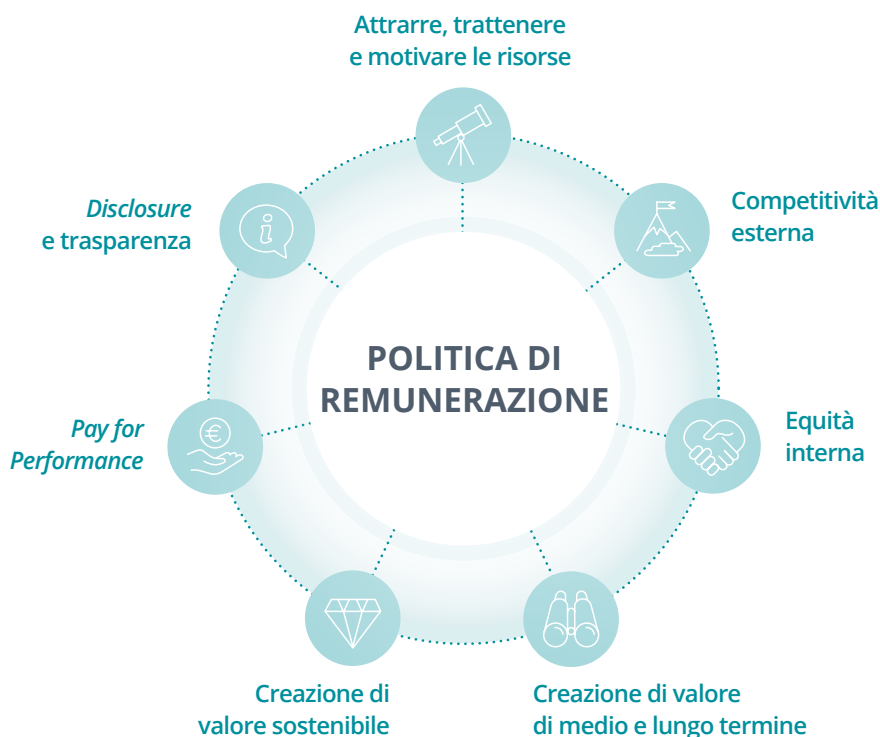 Attrarre, trattenere
e motivare le risorse
Competitività
esterna
Equità
interna
Creazione di valore
di medio e lungo termine
Creazione di
valore sostenibile
Pay for
Performance
Disclosure
e trasparenza
POLITICA DI
REMUNERAZIONE